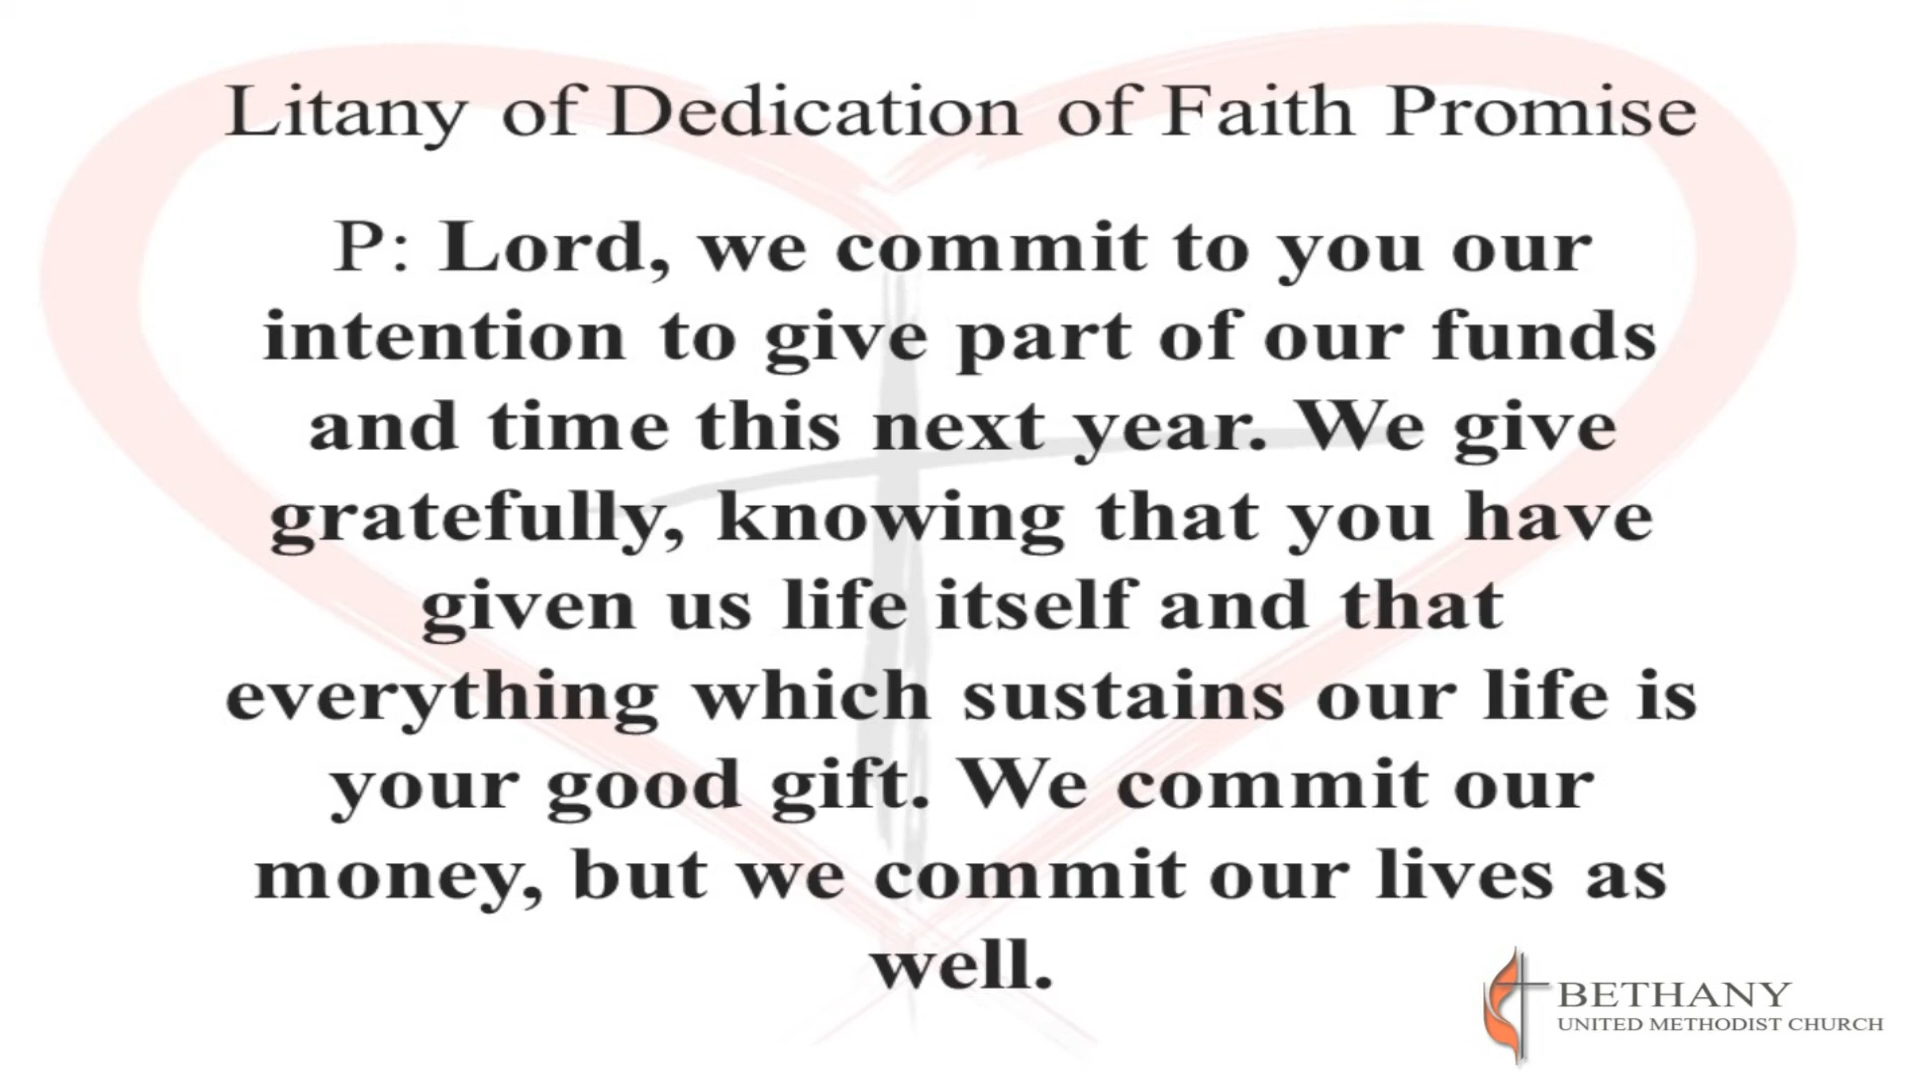 Litany of Dedication of Faith Promise
P: Lord, we commit to you our
intention to give part of our funds
and time this next year. We give
gratefully, knowing that you have
given us life itself and that
everything which sustains our life is
your good gift. We commit our
money, but we commit our lives as
well.
BETHANY
UNITED METHODIST CHURCH